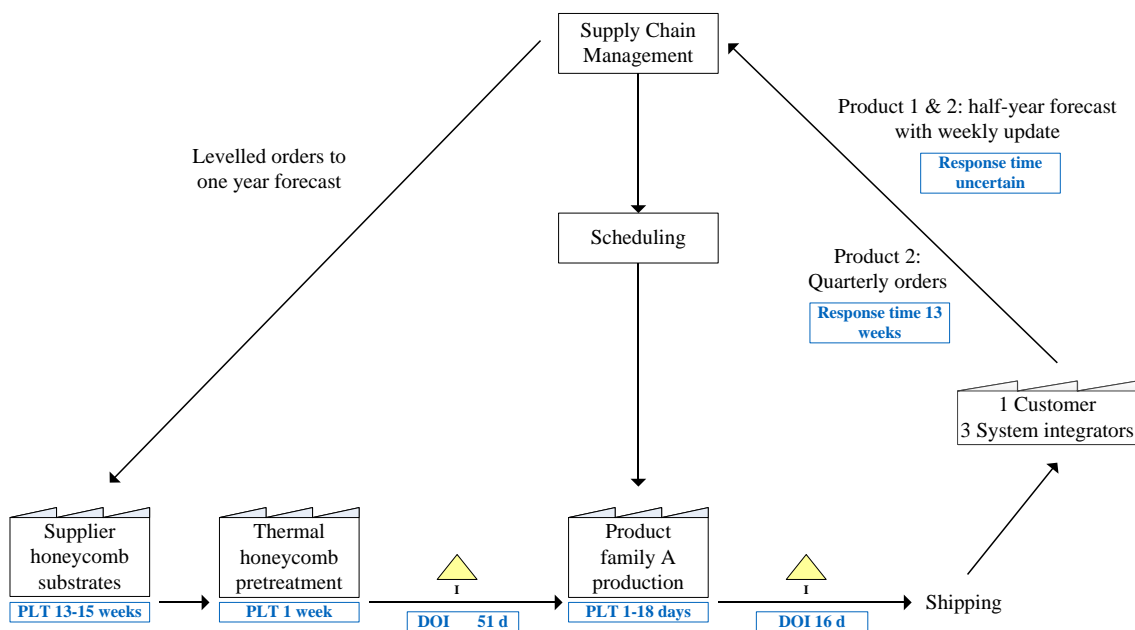 Supply Chain
Management
Product 1 & 2: half-year forecast
with weekly update
Response time
uncertain
Levelled orders to
one year forecast
Scheduling
Product 2:
Quarterly orders
Response time 13
weeks
1 Customer
3 System integrators
Supplier
honeycomb
substrates
PLT 13-15 weeks
Thermal
honeycomb
pretreatment
PLT 1 week
I
DOI 51 d
Product
family A
production
PLT 1-18 days
I
DOI 16 d
Shipping